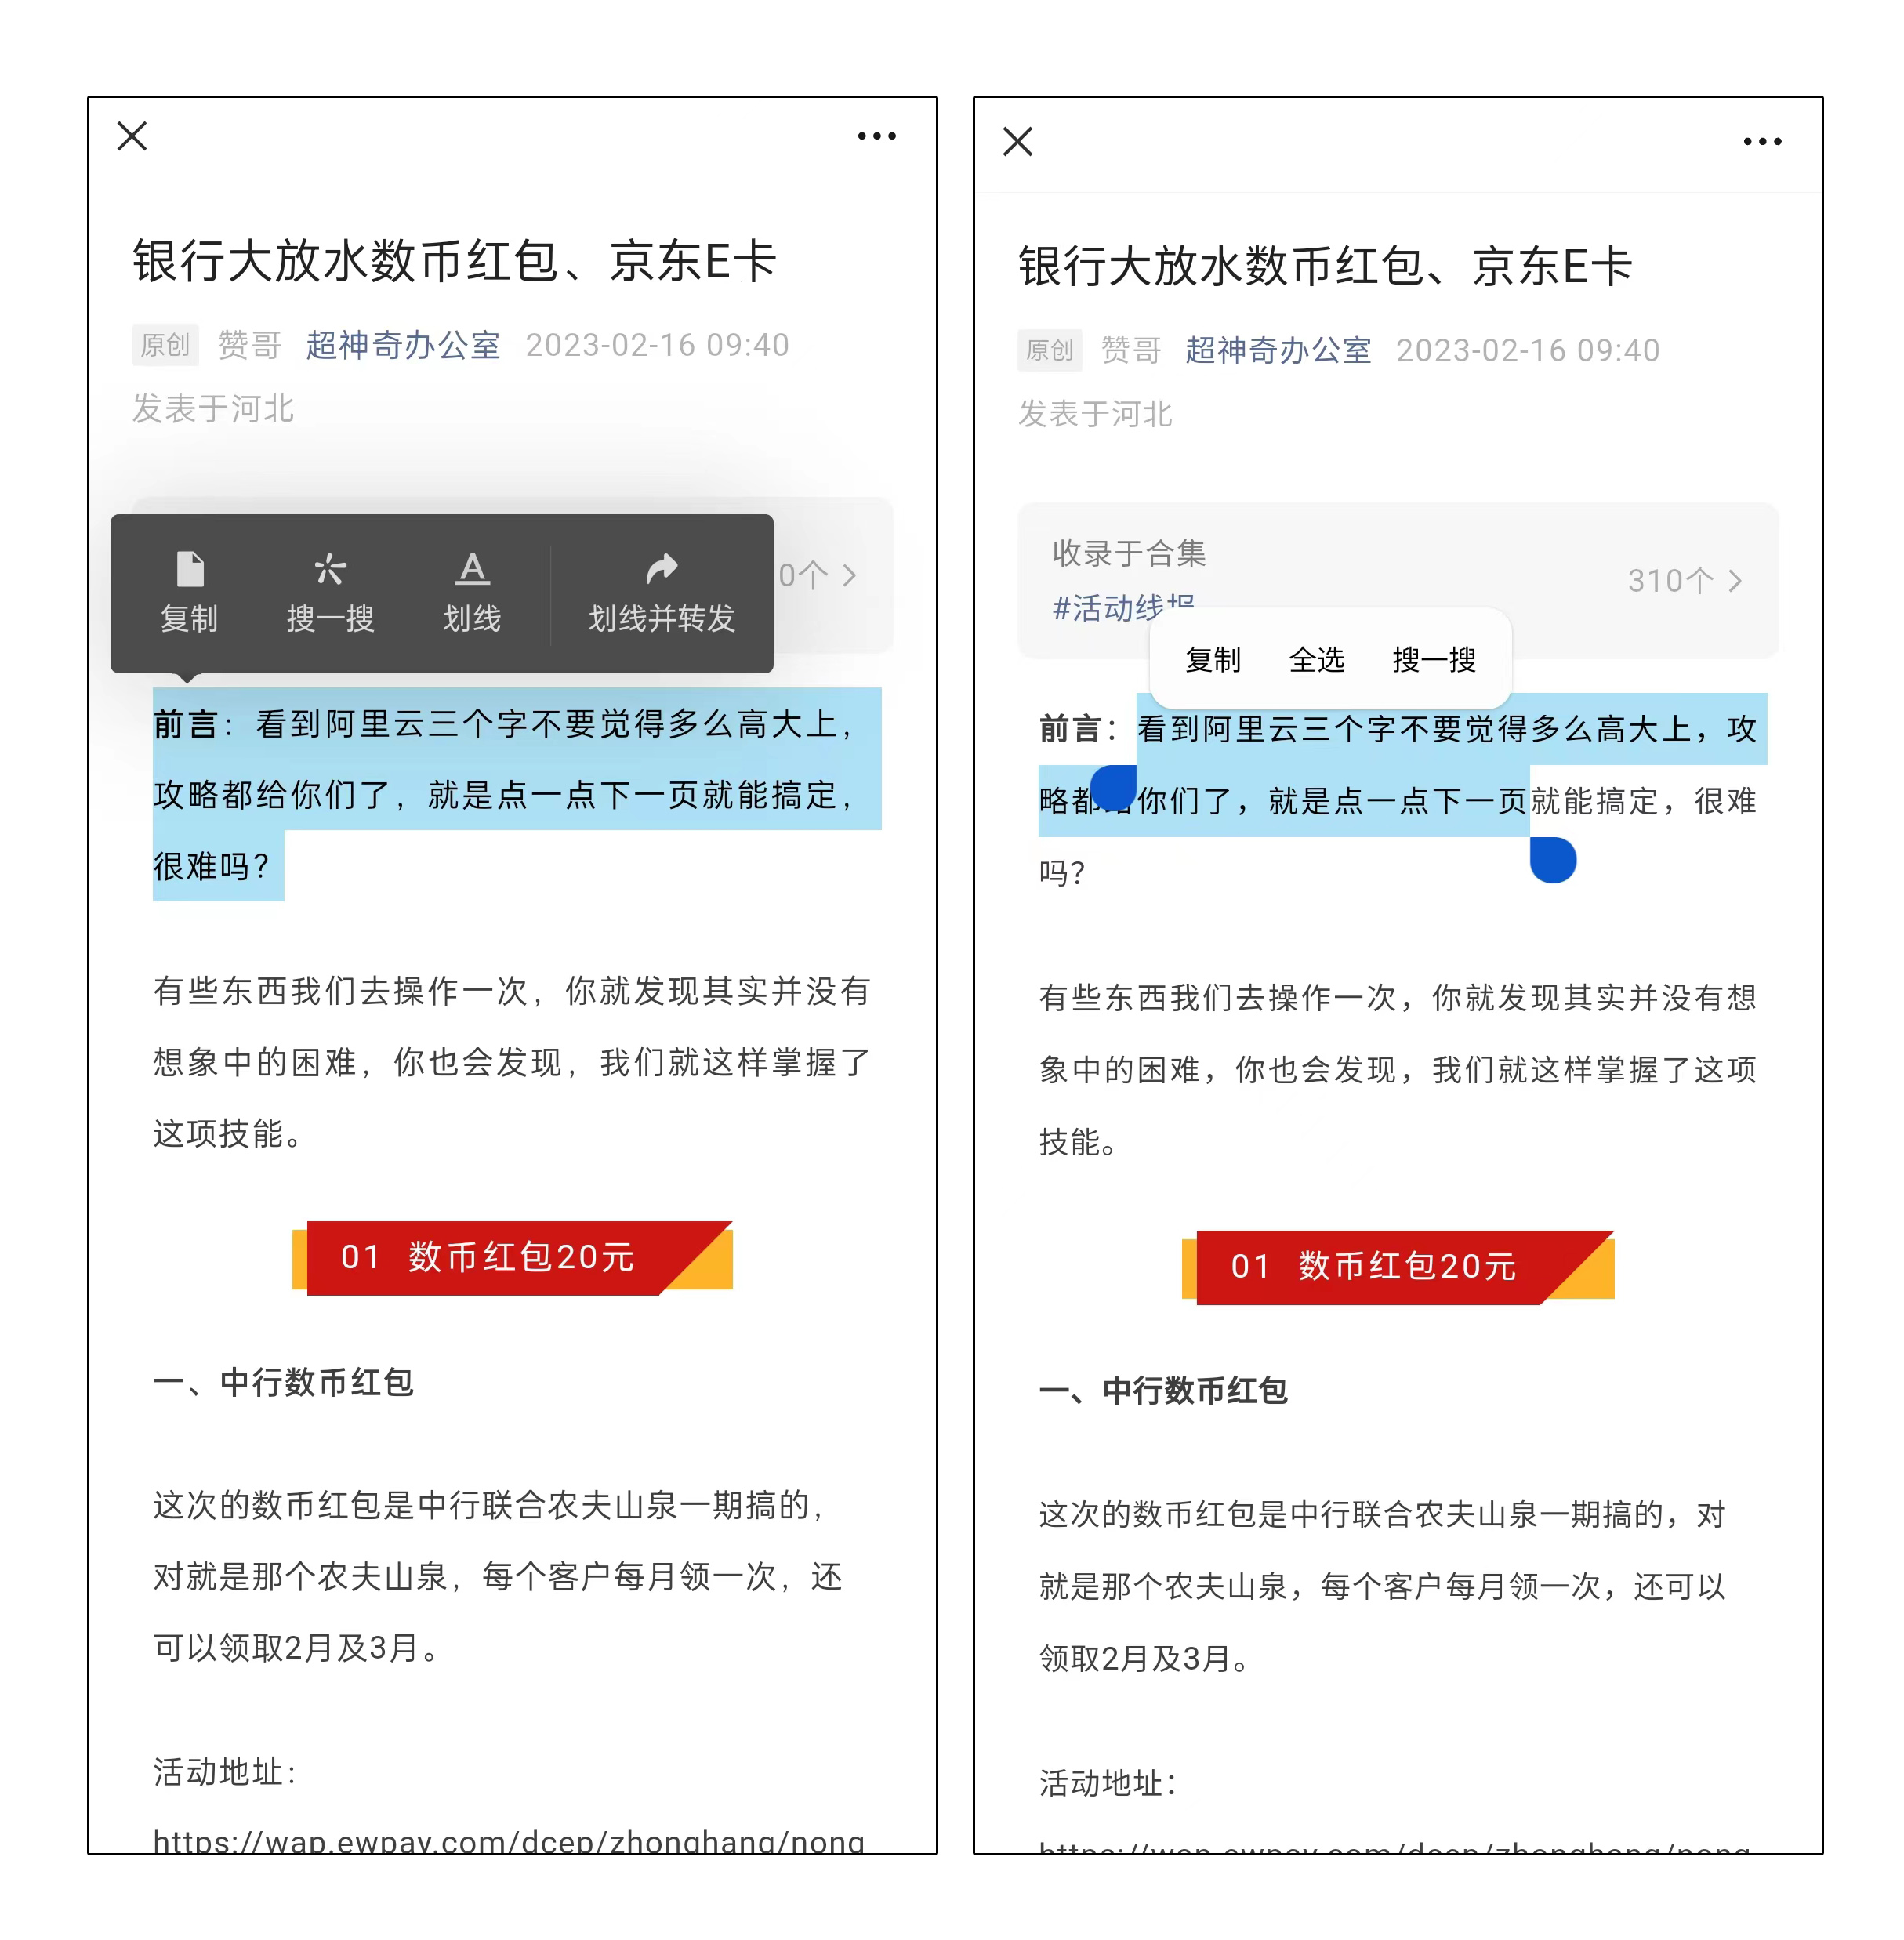 银行大放水数币红包、京东E卡
原创 赞哥 超神奇办公室 2023-02-16 09:40
发表于河北
0个
复制 搜一搜 划线 划线并转发
前言：看到阿里云三个字不要觉得多么高大上，
攻略都给你们了，就是点一点下一页就能搞定，
很难吗？
有些东西我们去操作一次，你就发现其实并没有
想象中的困难，你也会发现，我们就这样掌握了
这项技能。
01 数币红包20元
一、中行数币红包
这次的数币红包是中行联合农夫山泉一期搞的，
对就是那个农夫山泉，每个客户每月领一次，还
可以领取2月及3月。
活动地址：
https://wap.ewpay.com/dcep/zhonghang/nong
银行大放水数币红包、京东E卡
原创 赞哥 超神奇办公室 2023-02-16 09:40
发表于河北
收录于合集
#活动线报
310个
复制 全选 搜一搜
前言：看到阿里云三个字不要觉得多么高大上，攻
略都给你们了，就是点一点下一页就能搞定，很难
吗？
有些东西我们去操作一次，你就发现其实并没有想
象中的困难，你也会发现，我们就这样掌握了这项
技能。
01 数币红包20元
一、中行数币红包
这次的数币红包是中行联合农夫山泉一期搞的，对
就是那个农夫山泉，每个客户每月领一次，还可以
领取2月及3月。
活动地址：
https://wap.ewpay.com/dcep/zhonghang/nong